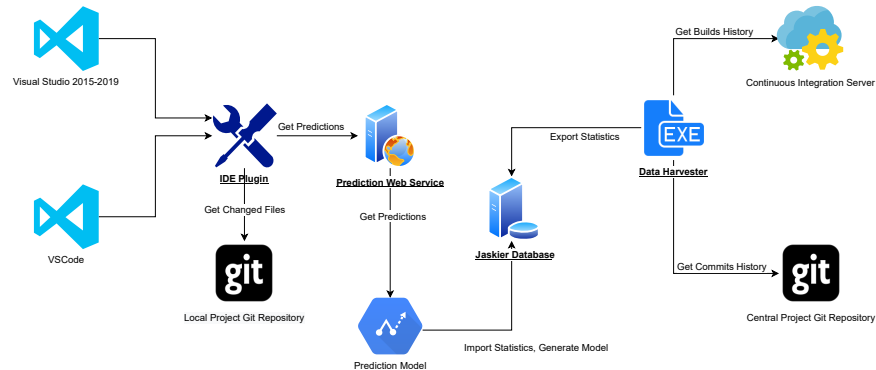 Get Builds History
Visual Studio 2015-2019
Continuous Integration Server
Get Predictions
EXE
Export Statistics
IDE Plugin
Prediction Web Service
Data Harvester
Get Changed Files
Get Predictions
Jaskier Database
VSCode
git
Get Commits History
git
Local Project Git Repository
Central Project Git Repository
Import Statistics, Generate Model
Prediction Model